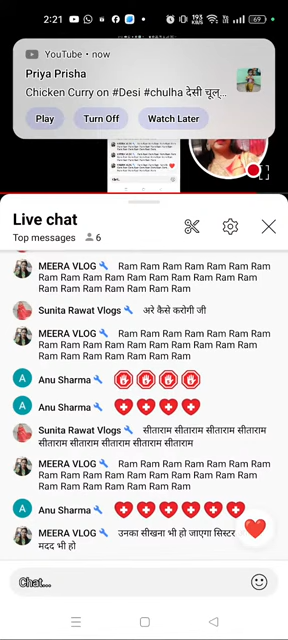 2:21
193
KB/S
69
YouTube • now
Priya Prisha
Chicken Curry on #Desi #chulha देसी चूल्...
Play
Turn Off
Watch Later
Live chat
Top messages
6
MEERA VLOG Ram Ram Ram Ram Ram Ram Ram
Ram Ram Ram Ram Ram Ram Ram Ram Ram
Ram Ram Ram Ram Ram Ram Ram
Sunita Rawat Vlogs अरे कैसे करोगी जी
MEERA VLOG Ram Ram Ram Ram Ram Ram Ram
Ram Ram Ram Ram Ram Ram Ram Ram Ram
Ram Ram Ram Ram Ram Ram Ram
A Anu Sharma
A Anu Sharma
Sunita Rawat Vlogs सीताराम सीताराम सीताराम सीताराम
सीताराम सीताराम सीताराम सीताराम सीताराम
MEERA VLOG Ram Ram Ram Ram Ram Ram Ram
Ram Ram Ram Ram Ram Ram Ram Ram Ram
Ram Ram Ram Ram Ram Ram Ram
A Anu Sharma
MEERA VLOG उनका सीखना भी हो जाएगा सिस्टर
मदद भी हो
Chat...